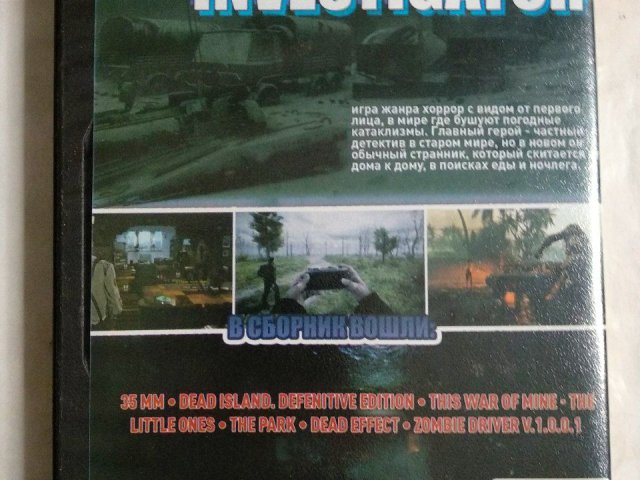 INVESTIGATOR
игра жанра хоррор с видом от первого
лица, в мире где бушуют погодные
катаклизмы. Главный герой - частный
детектив в старом мире, но в новом он
обычный странник, который скитается
дома к дому, в поисках еды и ночлега.
В СБОРНИК ВОШЛИ:
35 MM • DEAD ISLAND. DEFENITIVE EDITION • THIS WAR OF MINE - THE
LITTLE ONES • THE PARK • DEAD EFFECT • ZOMBIE DRIVER V.1.0.0.1